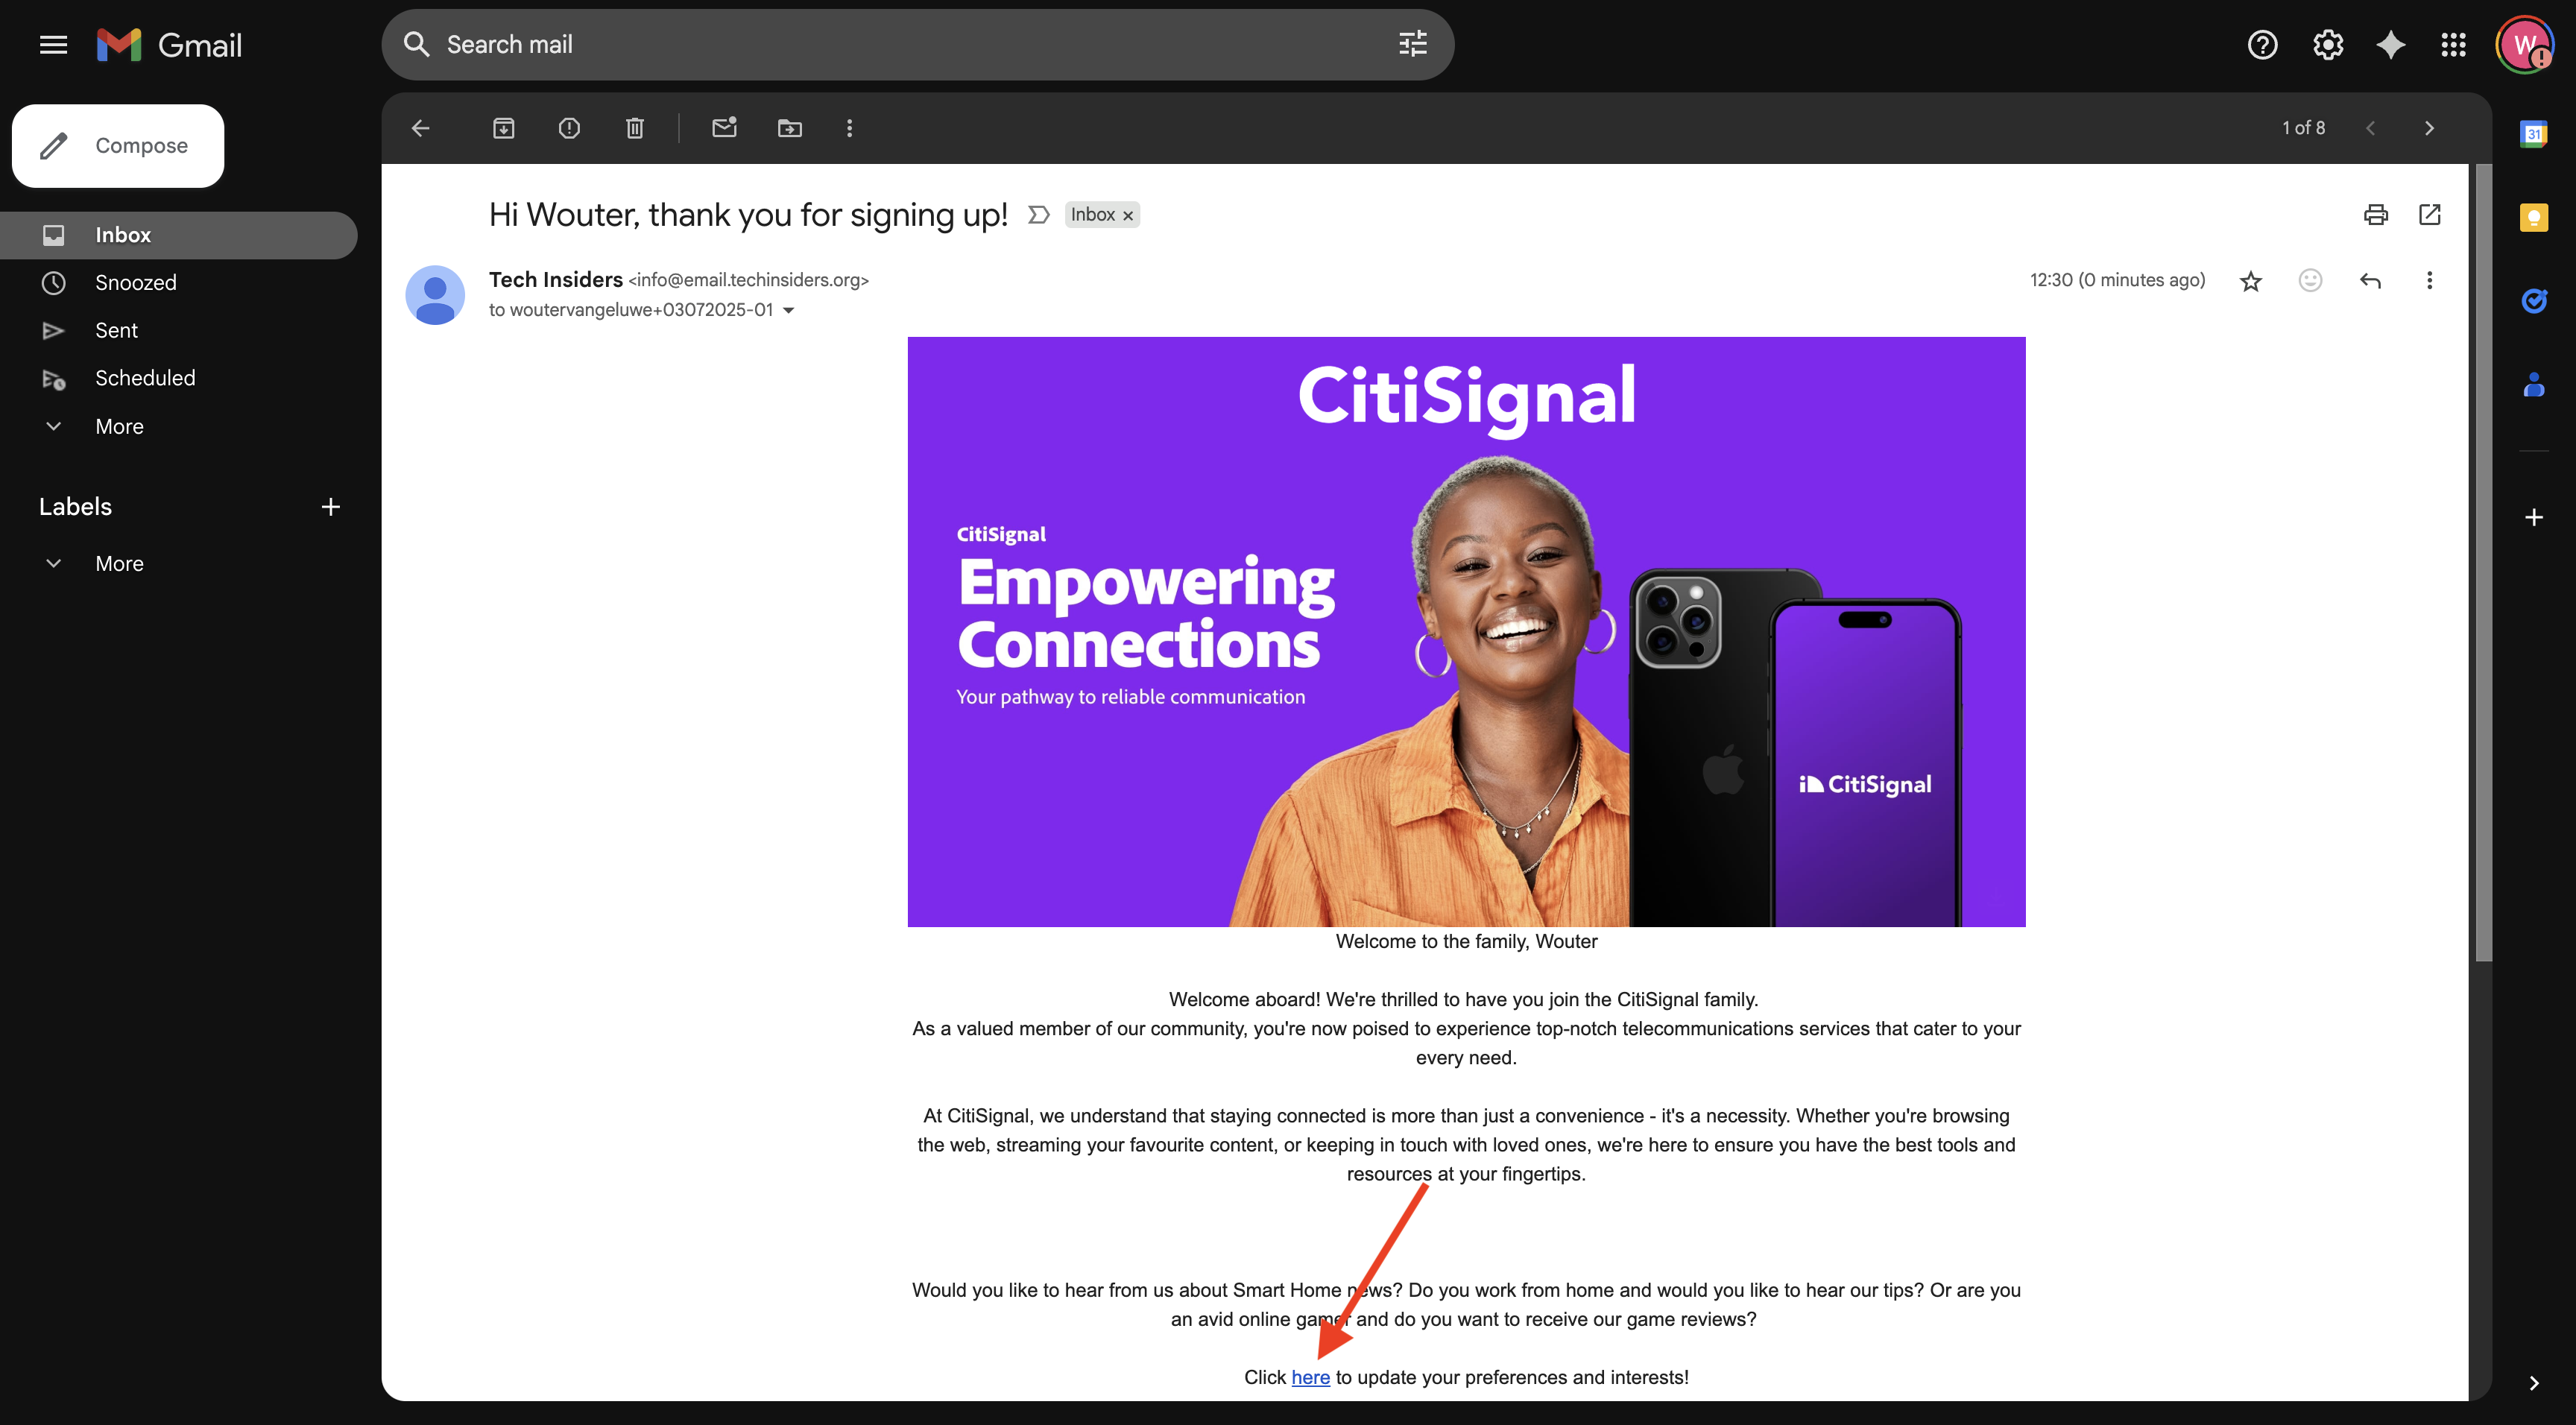 Gmail
Search mail
W
!
Compose
1 of 8
31
Inbox
Snoozed
Sent
Scheduled
More
Labels
More
Hi Wouter, thank you for signing up!
Inbox ×
Tech Insiders <info@email.techinsiders.org>
12:30 (0 minutes ago)
to woutervangeluwe+03072025-01
CitiSignal
CitiSignal
Empowering
Connections
Your pathway to reliable communication
CitiSignal
Welcome to the family, Wouter
Welcome aboard! We're thrilled to have you join the CitiSignal family.
As a valued member of our community, you're now poised to experience top-notch telecommunications services that cater to your
every need.
At CitiSignal, we understand that staying connected is more than just a convenience - it's a necessity. Whether you're browsing
the web, streaming your favourite content, or keeping in touch with loved ones, we're here to ensure you have the best tools and
resources at your fingertips.
Would you like to hear from us about Smart Home news? Do you work from home and would you like to hear our tips? Or are you
an avid online gamer and do you want to receive our game reviews?
Click here to update your preferences and interests!